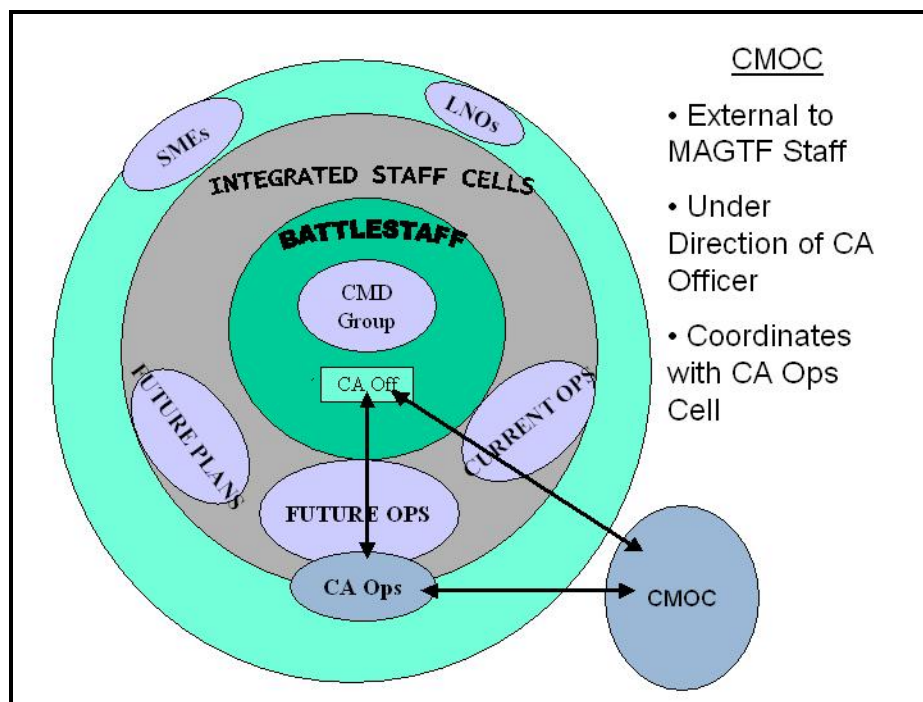 SMEs
LNOs
INTEGRATED STAFF CELLS
BATTLESTAFF
CMD
Group
CA Off
FUTURE PLANS
CURRENT OPS
FUTURE OPS
CA Ops
CMOC
CMOC
• External to
MAGTF Staff
• Under
Direction of CA
Officer
• Coordinates
with CA Ops
Cell